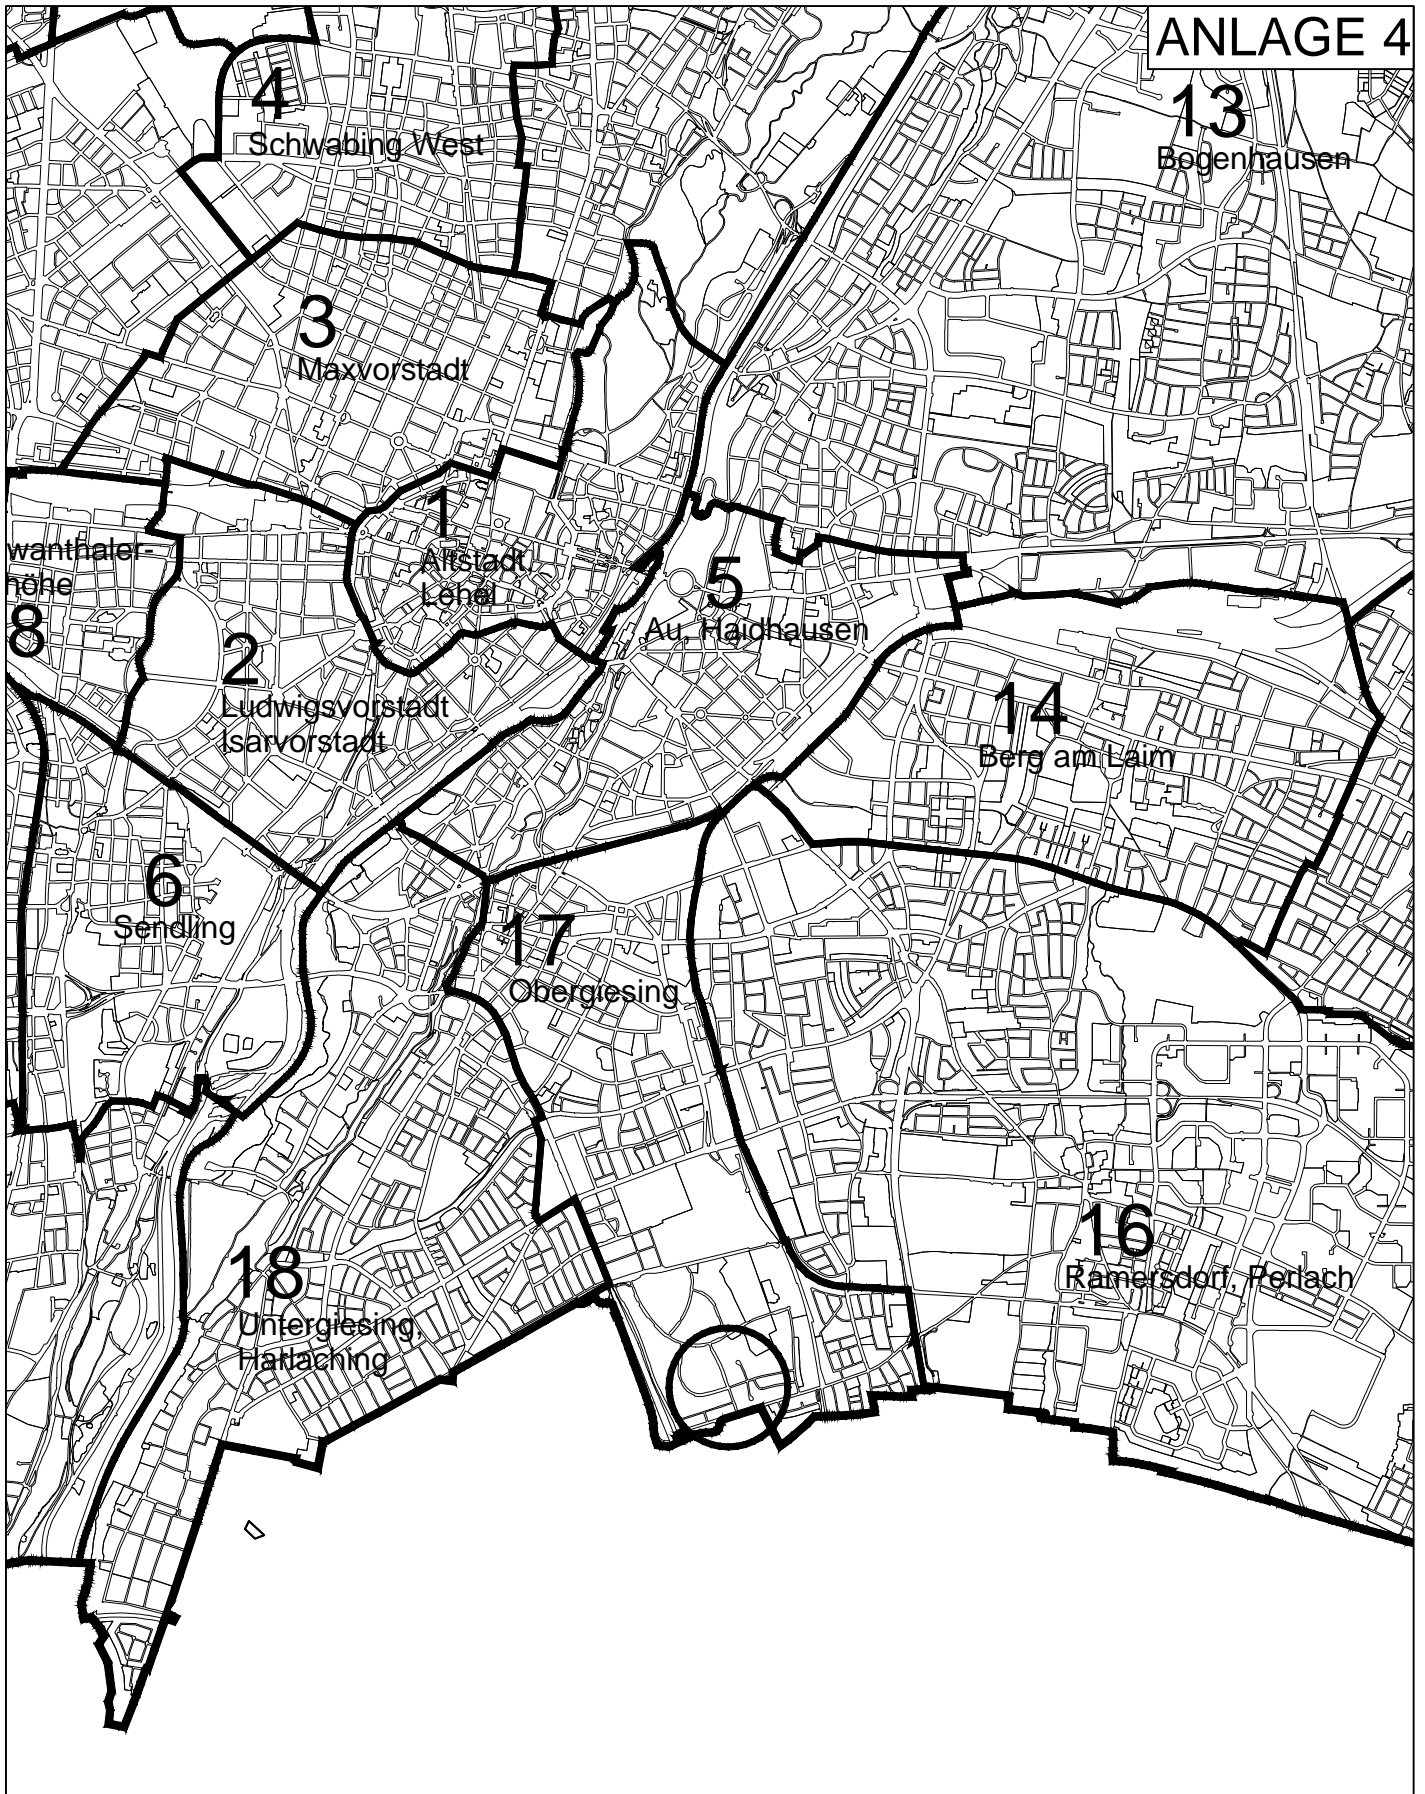 ANLAGE 4
4
Schwabing West
13
Bogenhausen
3
Maxvorstadt
1
Altstadt,
Lehel
wanthaler-
höhe
8
5
Au, Haidhausen
2
Ludwigsvorstadt
Isarvorstadt
14
Berg am Laim
6
Sendling
17
Obergiesing
16
Ramersdorf, Perlach
18
Untergiesing,
Harlaching